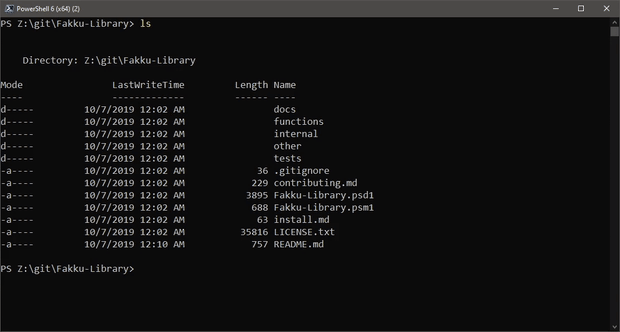 PowerShell 6 (x64) (2)
PS Z:\git\Fakku-Library> ls
Directory: Z:\git\Fakku-Library
Mode LastWriteTime Length Name
---- ------------- ------ ----
d----- 10/7/2019 12:02 AM docs
d----- 10/7/2019 12:02 AM functions
d----- 10/7/2019 12:02 AM internal
d----- 10/7/2019 12:02 AM other
d----- 10/7/2019 12:02 AM tests
-a---- 10/7/2019 12:02 AM 36 .gitignore
-a---- 10/7/2019 12:02 AM 229 contributing.md
-a---- 10/7/2019 12:02 AM 3895 Fakku-Library.psd1
-a---- 10/7/2019 12:02 AM 688 Fakku-Library.psm1
-a---- 10/7/2019 12:02 AM 63 install.md
-a---- 10/7/2019 12:02 AM 35816 LICENSE.txt
-a---- 10/7/2019 12:10 AM 757 README.md
PS Z:\git\Fakku-Library>